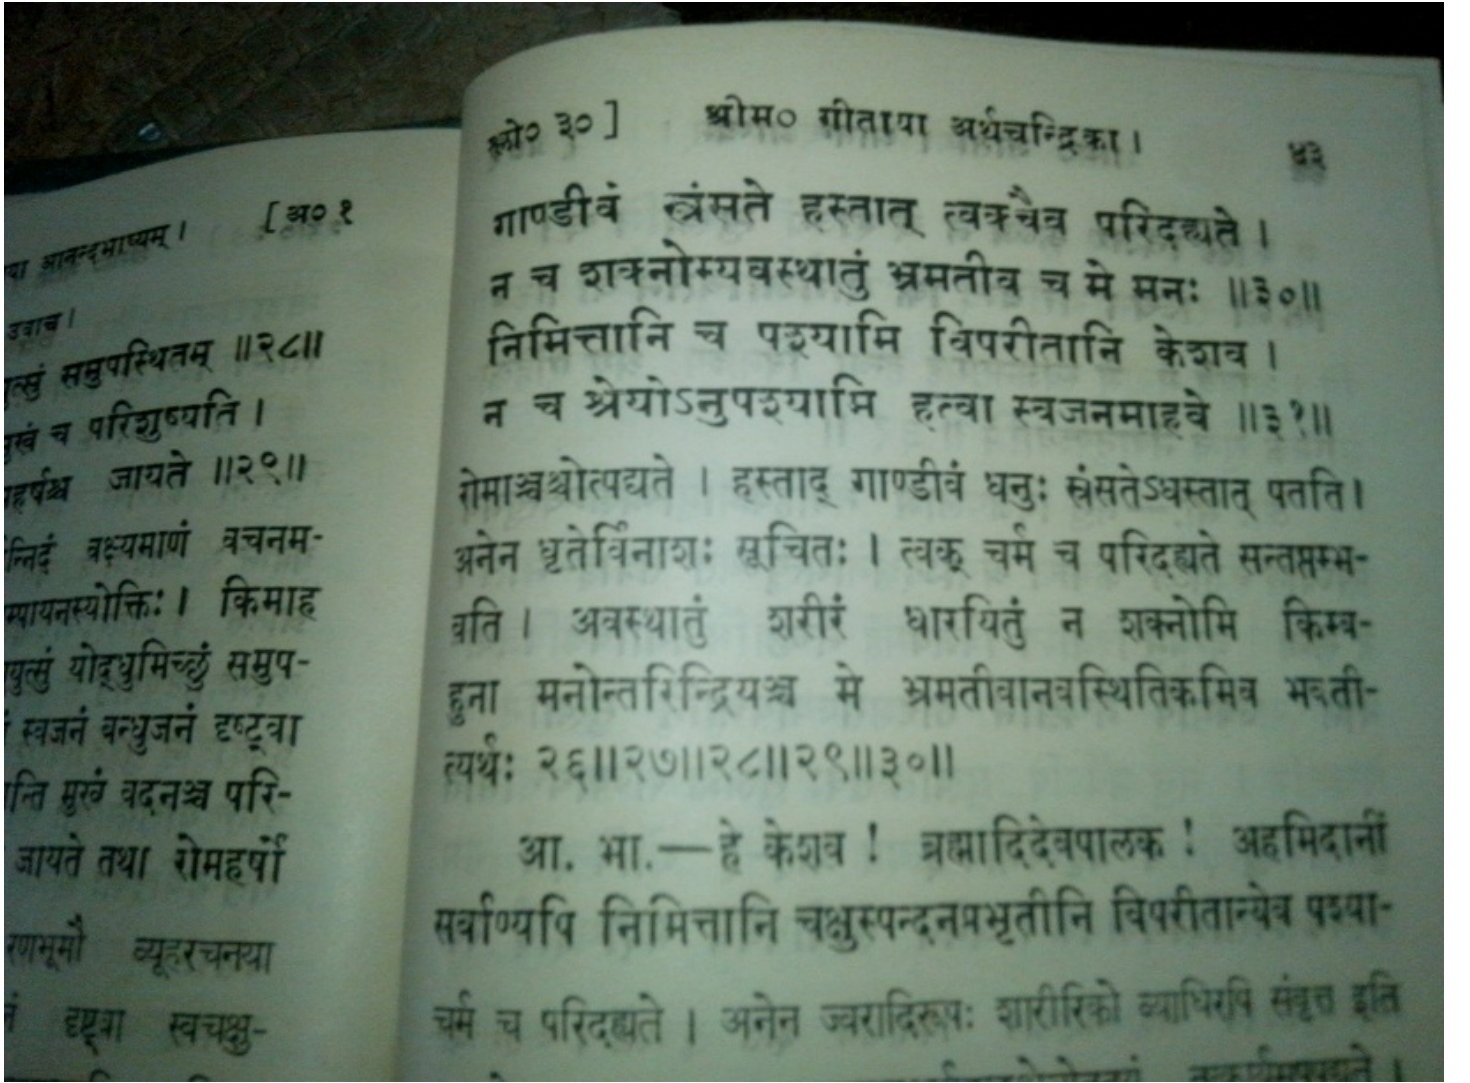 [ अ० १
आनन्दभाष्यम् ।
उवाच ।
समुपस्थितम् ॥२८॥
च परिशुष्यति ।
जायते ॥२९॥
वक्ष्यमाणं वचनम-
किमाह
योद्धुमिच्छुं समुप-
स्वजनं बन्धुजनं दृष्ट्वा
मुखं वदनञ्च परि-
जायते तथा रोमहर्षो
व्यूहरचनया
दृष्ट्वा स्वचक्षु-
श्लो० ३० ] श्रीम० गीताया अर्थचन्द्रिका । ४३
गाण्डीवं स्त्रंसते हस्तात् त्वक्चैव परिदह्यते ।
न च शक्नोम्यवस्थातुं भ्रमतीव च मे मनः ॥३०॥
निमित्तानि च पश्यामि विपरीतानि केशव ।
न च श्रेयोऽनुपश्यामि हत्वा स्वजनमाहवे ॥३१॥
रोमाञ्चश्चोत्पद्यते । हस्ताद् गाण्डीवं धनुः स्त्रंसतेऽधस्तात् पतति ।
अनेन धृतेर्विनाशः सूचितः । त्वक् चर्म च परिदह्यते सन्तप्तम्भ-
वति । अवस्थातुं शरीरं धारयितुं न शक्नोमि किम्ब-
हुना मनोन्तरिन्द्रियञ्च मे भ्रमतीवानवस्थितिकमिव भवती-
त्यर्थः २६॥२७॥२८॥२९॥३०॥
आ. भा.—हे केशव ! ब्रह्मादिदेवपालक ! अहमिदानीं
सर्वाण्यपि निमित्तानि चक्षुस्पन्दनप्रभृतीनि विपरीतान्येव पश्या-
चर्म च परिदह्यते । अनेन ज्वरादिरूपः शारीरिको व्याधिरपि संवृत्त इति